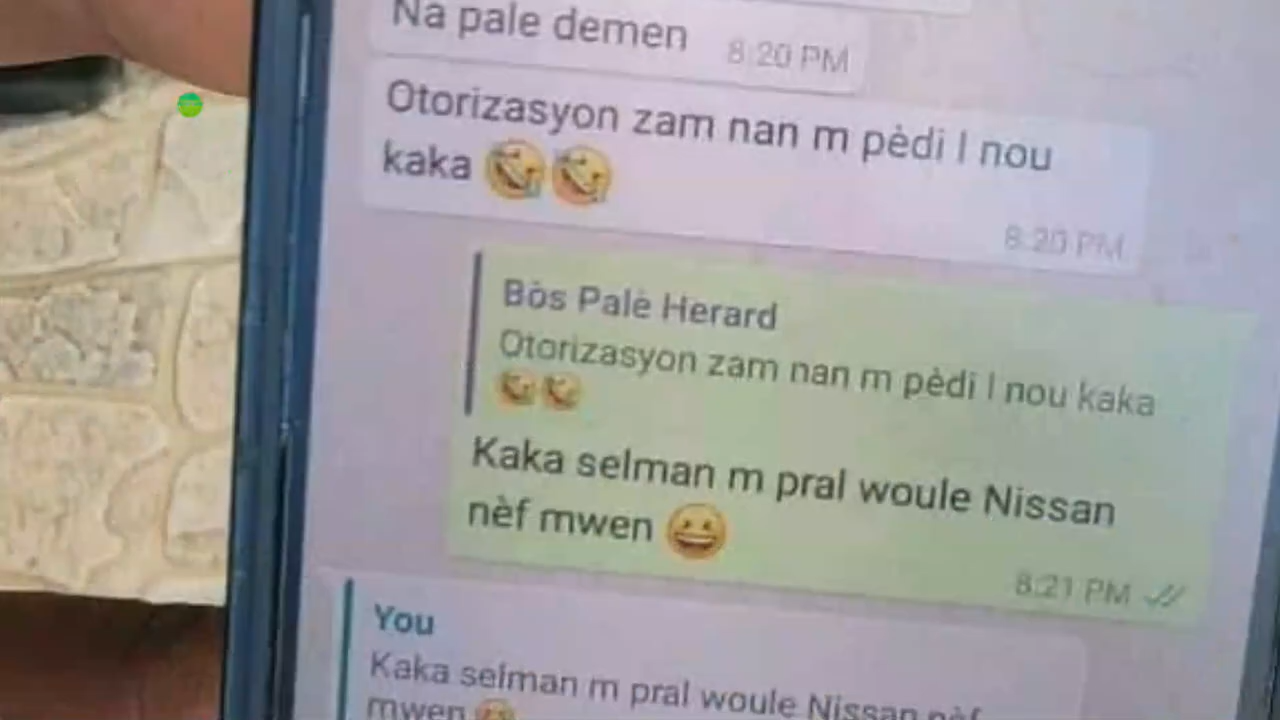 Na pale demen 8:20 PM
Otorizasyon zam nan m pèdi l nou
kaka 🤣🤣
8:20 PM
Bòs Palè Herard
Otorizasyon zam nan m pèdi l nou kaka
🤣🤣
Kaka selman m pral woule Nissan
nèf mwen 😀
8:21 PM
You
Kaka selman m pral woule Nissan nèf
mwen 😀